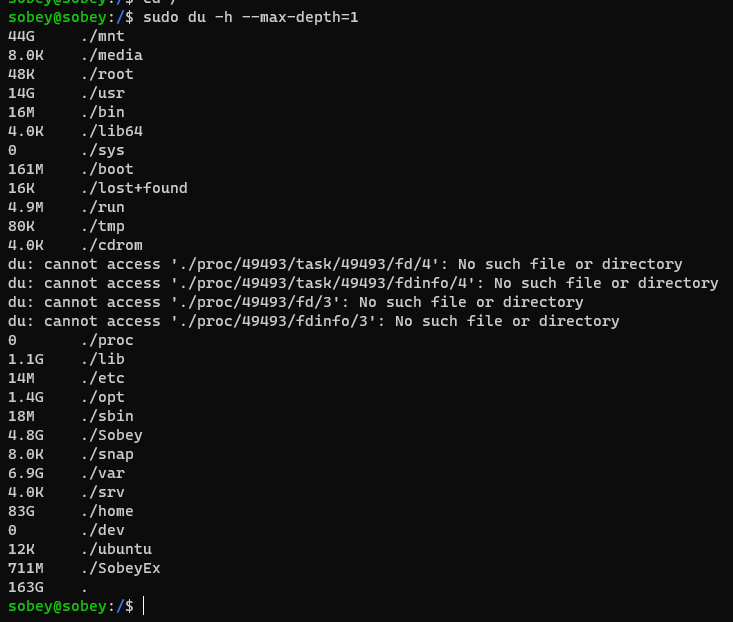 sobey@sobey:/$ sudo du -h --max-depth=1
44G     ./mnt
8.0K    ./media
48K     ./root
14G     ./usr
16M     ./bin
4.0K    ./lib64
0       ./sys
161M    ./boot
16K     ./lost+found
4.9M    ./run
80K     ./tmp
4.0K    ./cdrom
du: cannot access './proc/49493/task/49493/fd/4': No such file or directory
du: cannot access './proc/49493/task/49493/fdinfo/4': No such file or directory
du: cannot access './proc/49493/fd/3': No such file or directory
du: cannot access './proc/49493/fdinfo/3': No such file or directory
0       ./proc
1.1G    ./lib
14M     ./etc
1.4G    ./opt
18M     ./sbin
4.8G    ./Sobey
8.0K    ./snap
6.9G    ./var
4.0K    ./srv
83G     ./home
0       ./dev
12K     ./ubuntu
711M    ./SobeyEx
163G    .
sobey@sobey:/$